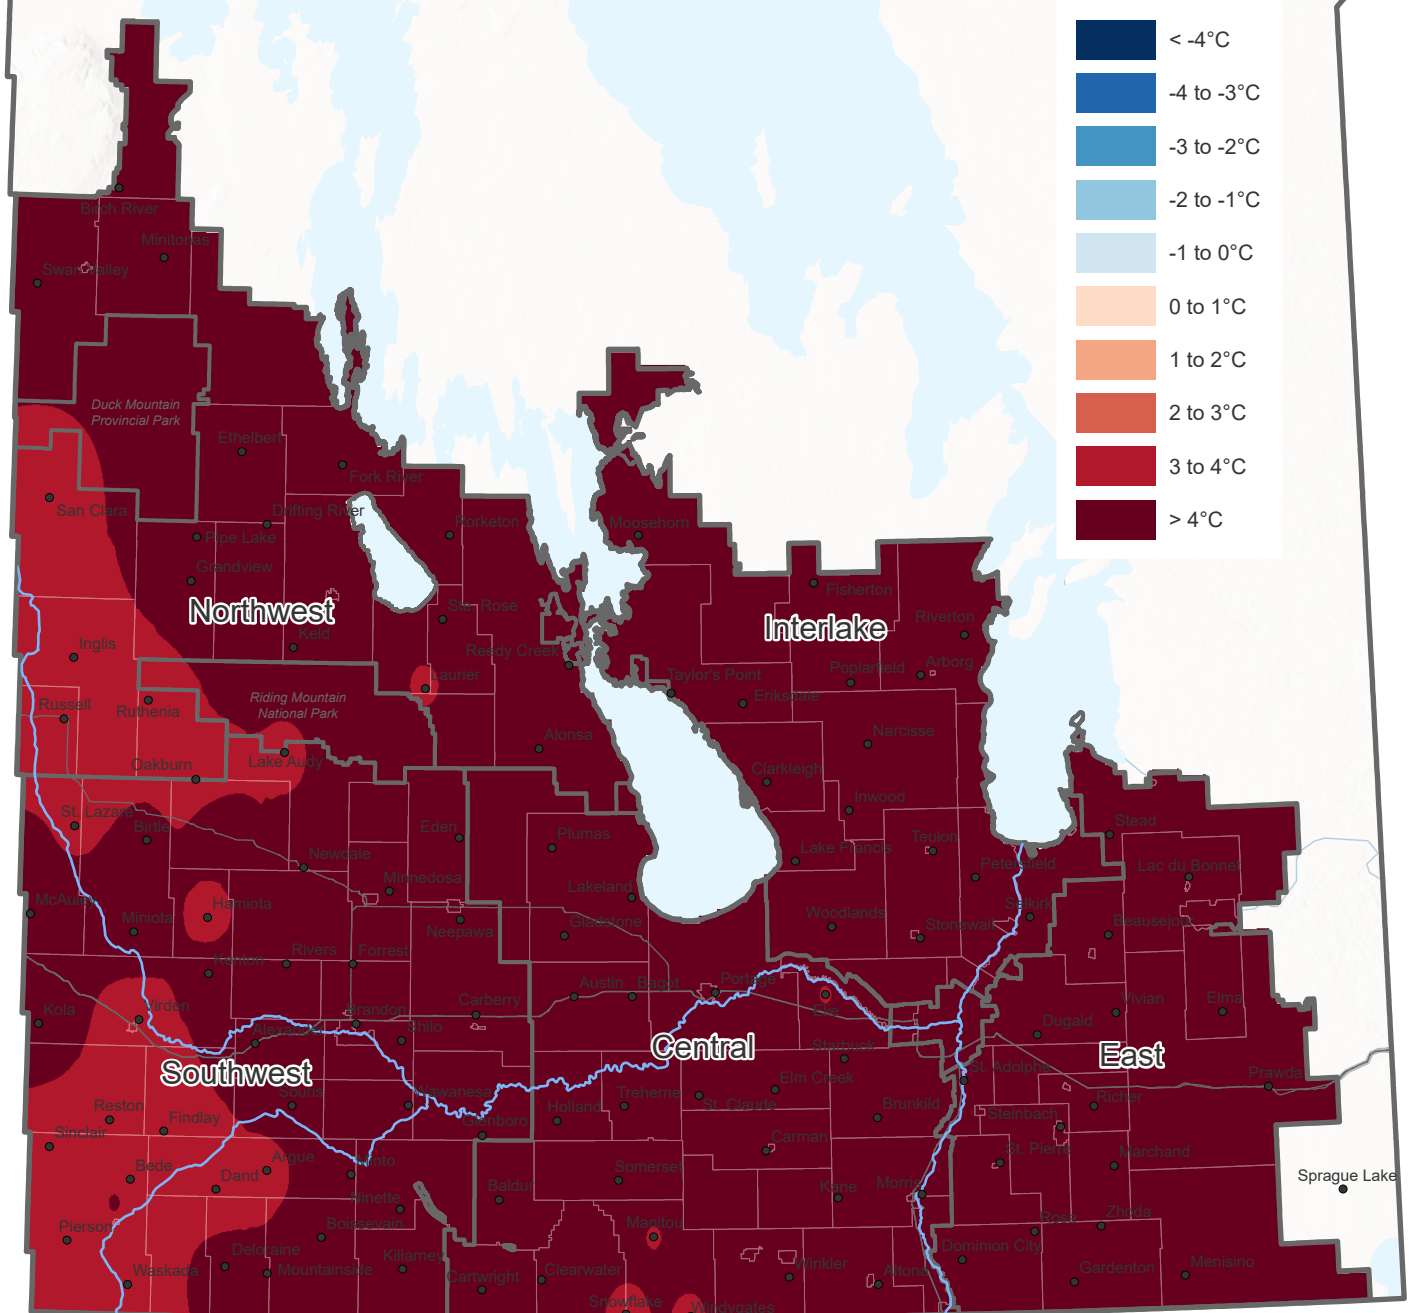 < -4°C
-4 to -3°C
-3 to -2°C
-2 to -1°C
-1 to 0°C
0 to 1°C
1 to 2°C
2 to 3°C
3 to 4°C
> 4°C
Birch River
Minitonas
Swan Valley
Duck Mountain
Provincial Park
Ethelbert
Fork River
San Clara
Drifting River
Rorketon
Moosehorn
Pipe Lake
Grandview
Fisherton
Northwest
Ste. Rose
Interlake
Riverton
Keld
Inglis
Reedy Creek
Arborg
Poplarfield
Laurier
Taylor's Point
Eriksdale
Riding Mountain
National Park
Russell
Ruthenia
Narcisse
Alonsa
Oakburn
Lake Audy
Clarkleigh
Inwood
St. Lazare
Birtle
Eden
Plumas
Stead
Teulon
Lake Francis
Newdale
Petersfield
Lac du Bonnet
Minnedosa
Lakeland
McAuley
Hamiota
Selkirk
Miniota
Neepawa
Gladstone
Woodlands
Stonewall
Beausejour
Rivers
Forrest
Kenton
Austin
Bagot
Portage
Carberry
Elie
Vivian
Elma
Kola
Virden
Brandon
Alexander
Shilo
Dugald
Central
East
Starbuck
Southwest
St. Adolphe
Prawda
Souris
Wawanesa
Treherne
Elm Creek
St. Claude
Richer
Reston
Findlay
Holland
Brunkild
Steinbach
Glenboro
Sinclair
Carman
St. Pierre
Marchand
Argue
Minto
Bede
Dand
Somerset
Sprague Lake
Baldur
Kane
Morris
Ninette
Pierson
Boissevain
Manitou
Rosa
Zhoda
Deloraine
Killarney
Dominion City
Waskada
Mountainside
Cartwright
Clearwater
Winkler
Altona
Gardenton
Menisino
Snowflake
Windygates